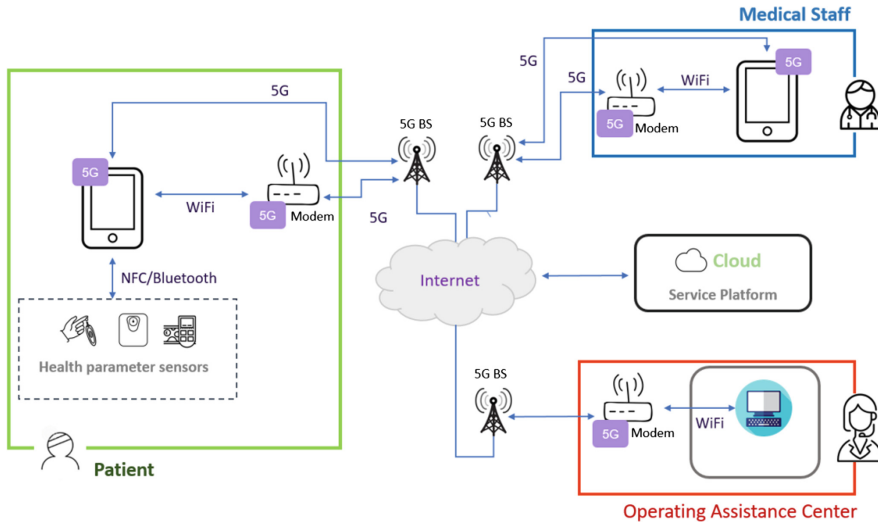 Medical Staff
5G
5G
5G
WiFi
5G
Modem
5G
5G BS
5G BS
5G
WiFi
5G
Modem
5G
NFC/Bluetooth
Health parameter sensors
Patient
Internet
Cloud
Service Platform
5G BS
WiFi
5G
Modem
Operating Assistance Center